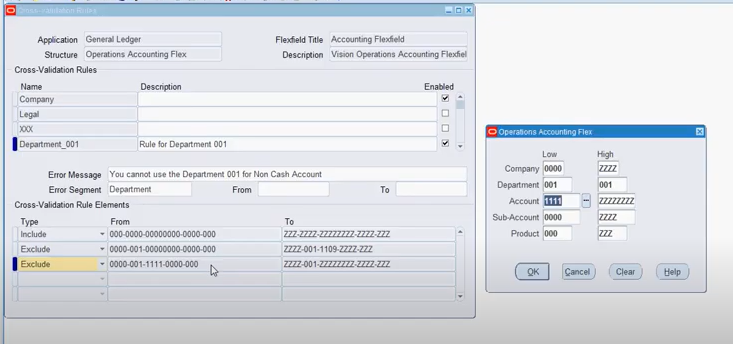 Cross-Validation Rules
Application General Ledger Flexfield Title Accounting Flexfield
Structure Operations Accounting Flex Description Vision Operations Accounting Flexfiel
Cross-Validation Rules
Name Description Enabled
Company
Legal
XXX
Department_001 Rule for Department 001
Error Message You cannot use the Department 001 for Non Cash Account
Error Segment Department From To
Cross-Validation Rule Elements
Type From To
Include 000-0000-00000000-0000-000 ZZZ-ZZZZ-ZZZZZZZZ-ZZZZ-ZZZ
Exclude 0000-001-00000000-0000-000 ZZZZ-001-1109-ZZZZ-ZZZ
Exclude 0000-001-1111-0000-000 ZZZZ-001-ZZZZZZZZ-ZZZZ-ZZZ
Operations Accounting Flex
Low High
Company 0000 ZZZZ
Department 001 001
Account 1111 ... ZZZZZZZZ
Sub-Account 0000 ZZZZ
Product 000 ZZZ
OK Cancel Clear Help